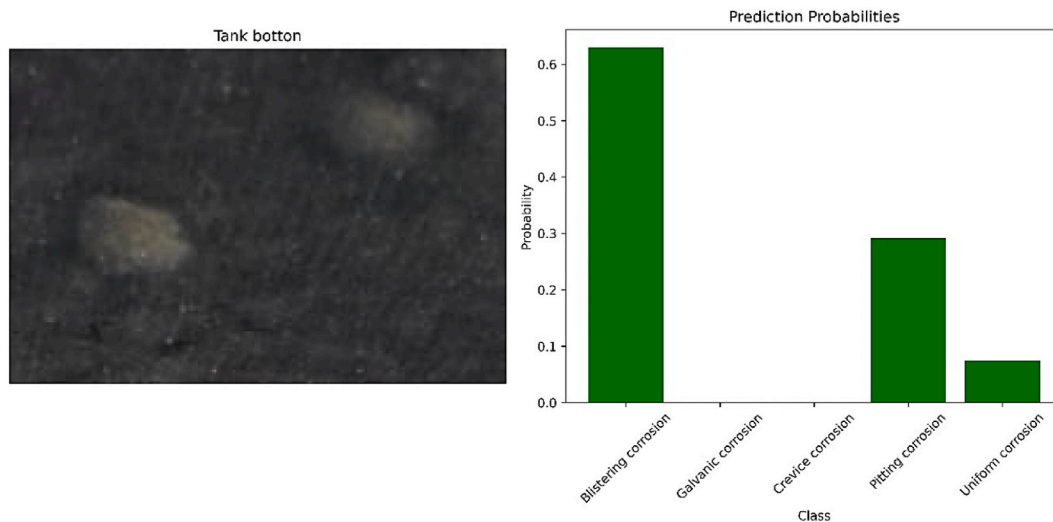 Tank botton
Prediction Probabilities
Probability
0.6
0.5
0.4
0.3
0.2
0.1
0.0
Blistering corrosion
Galvanic corrosion
Crevice corrosion
Pitting corrosion
Uniform corrosion
Class